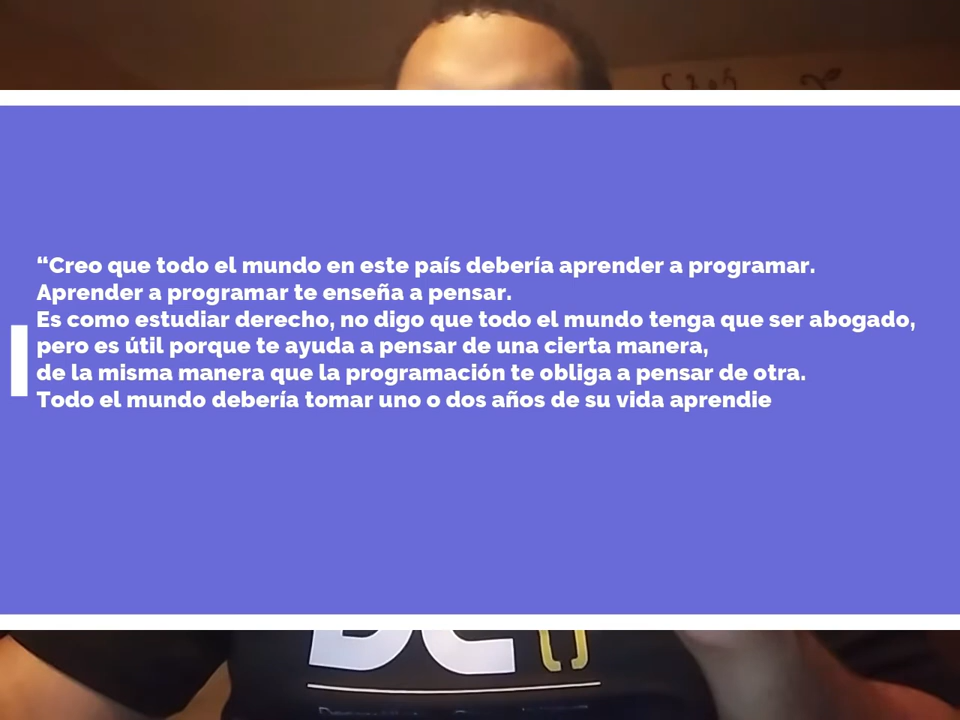 “Creo que todo el mundo en este país debería aprender a programar.
Aprender a programar te enseña a pensar.
Es como estudiar derecho, no digo que todo el mundo tenga que ser abogado,
pero es útil porque te ayuda a pensar de una cierta manera,
de la misma manera que la programación te obliga a pensar de otra.
Todo el mundo debería tomar uno o dos años de su vida aprendie